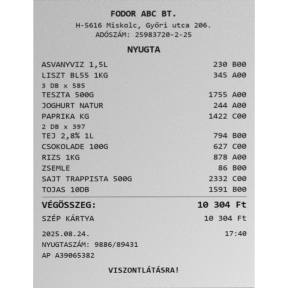 FODOR ABC BT.
H-5616 Miskolc, Győri utca 206.
ADÓSZÁM: 25983720-2-25
NYUGTA
ASVANYVIZ 1,5L 230 B00
LISZT BL55 1KG 345 A00
3 DB x 585
TESZTA 500G 1755 A00
JOGHURT NATUR 244 A00
PAPRIKA KG 1422 C00
2 DB x 397
TEJ 2,8% 1L 794 B00
CSOKOLADE 100G 627 C00
RIZS 1KG 878 A00
ZSEMLE 86 B00
SAJT TRAPPISTA 500G 2332 C00
TOJAS 10DB 1591 B00
VÉGÖSSZEG: 10 304 Ft
SZÉP KÁRTYA 10 304 Ft
2025.08.24. 17:40
NYUGTASZÁM: 9886/89431
AP A39065382
VISZONTLÁTÁSRA!